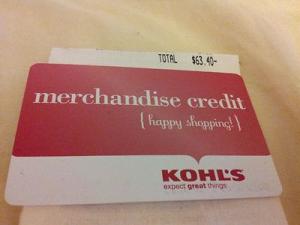 TOTAL $63.40-
merchandise credit
{ happy shopping! }
KOHL'S
expect great things